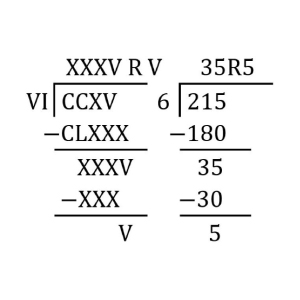 XXXV R V 35R5
VI CCXV 6 215
−CLXXX −180
XXXV 35
−XXX −30
V 5